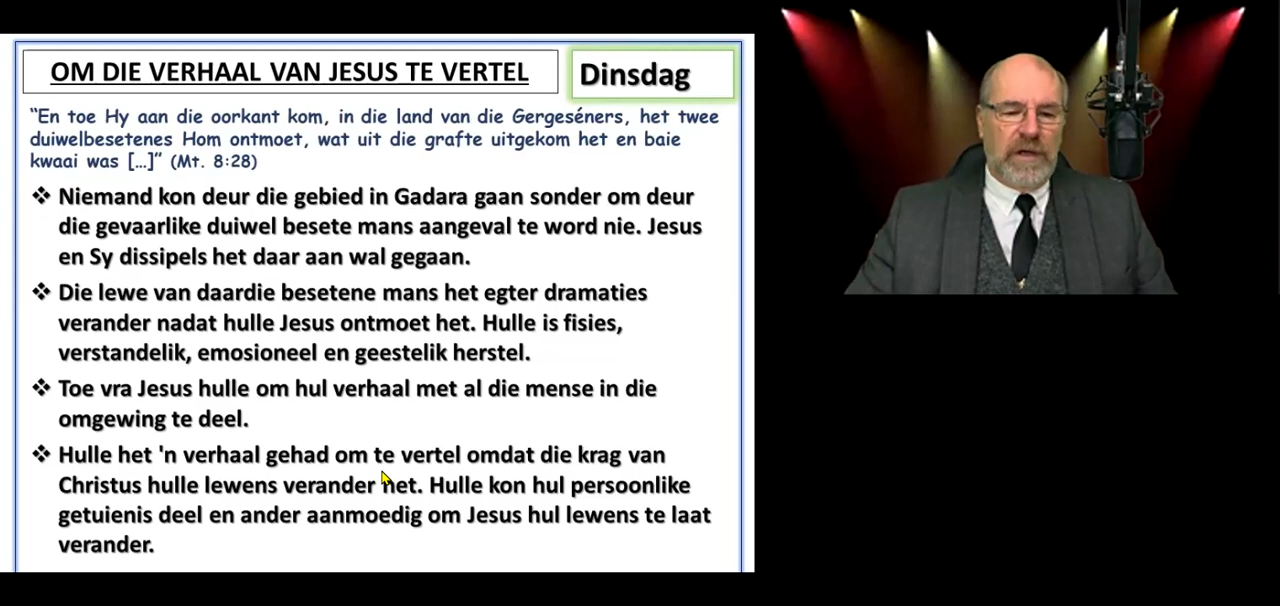 OM DIE VERHAAL VAN JESUS TE VERTEL
Dinsdag
“En toe Hy aan die oorkant kom, in die land van die Gergeséners, het twee
duiwelbesetenes Hom ontmoet, wat uit die grafte uitgekom het en baie
kwaai was [...]” (Mt. 8:28)
❖ Niemand kon deur die gebied in Gadara gaan sonder om deur
die gevaarlike duiwel besete mans aangeval te word nie. Jesus
en Sy dissipels het daar aan wal gegaan.
❖ Die lewe van daardie besetene mans het egter dramaties
verander nadat hulle Jesus ontmoet het. Hulle is fisies,
verstandelik, emosioneel en geestelik herstel.
❖ Toe vra Jesus hulle om hul verhaal met al die mense in die
omgewing te deel.
❖ Hulle het 'n verhaal gehad om te vertel omdat die krag van
Christus hulle lewens verander het. Hulle kon hul persoonlike
getuienis deel en ander aanmoedig om Jesus hul lewens te laat
verander.